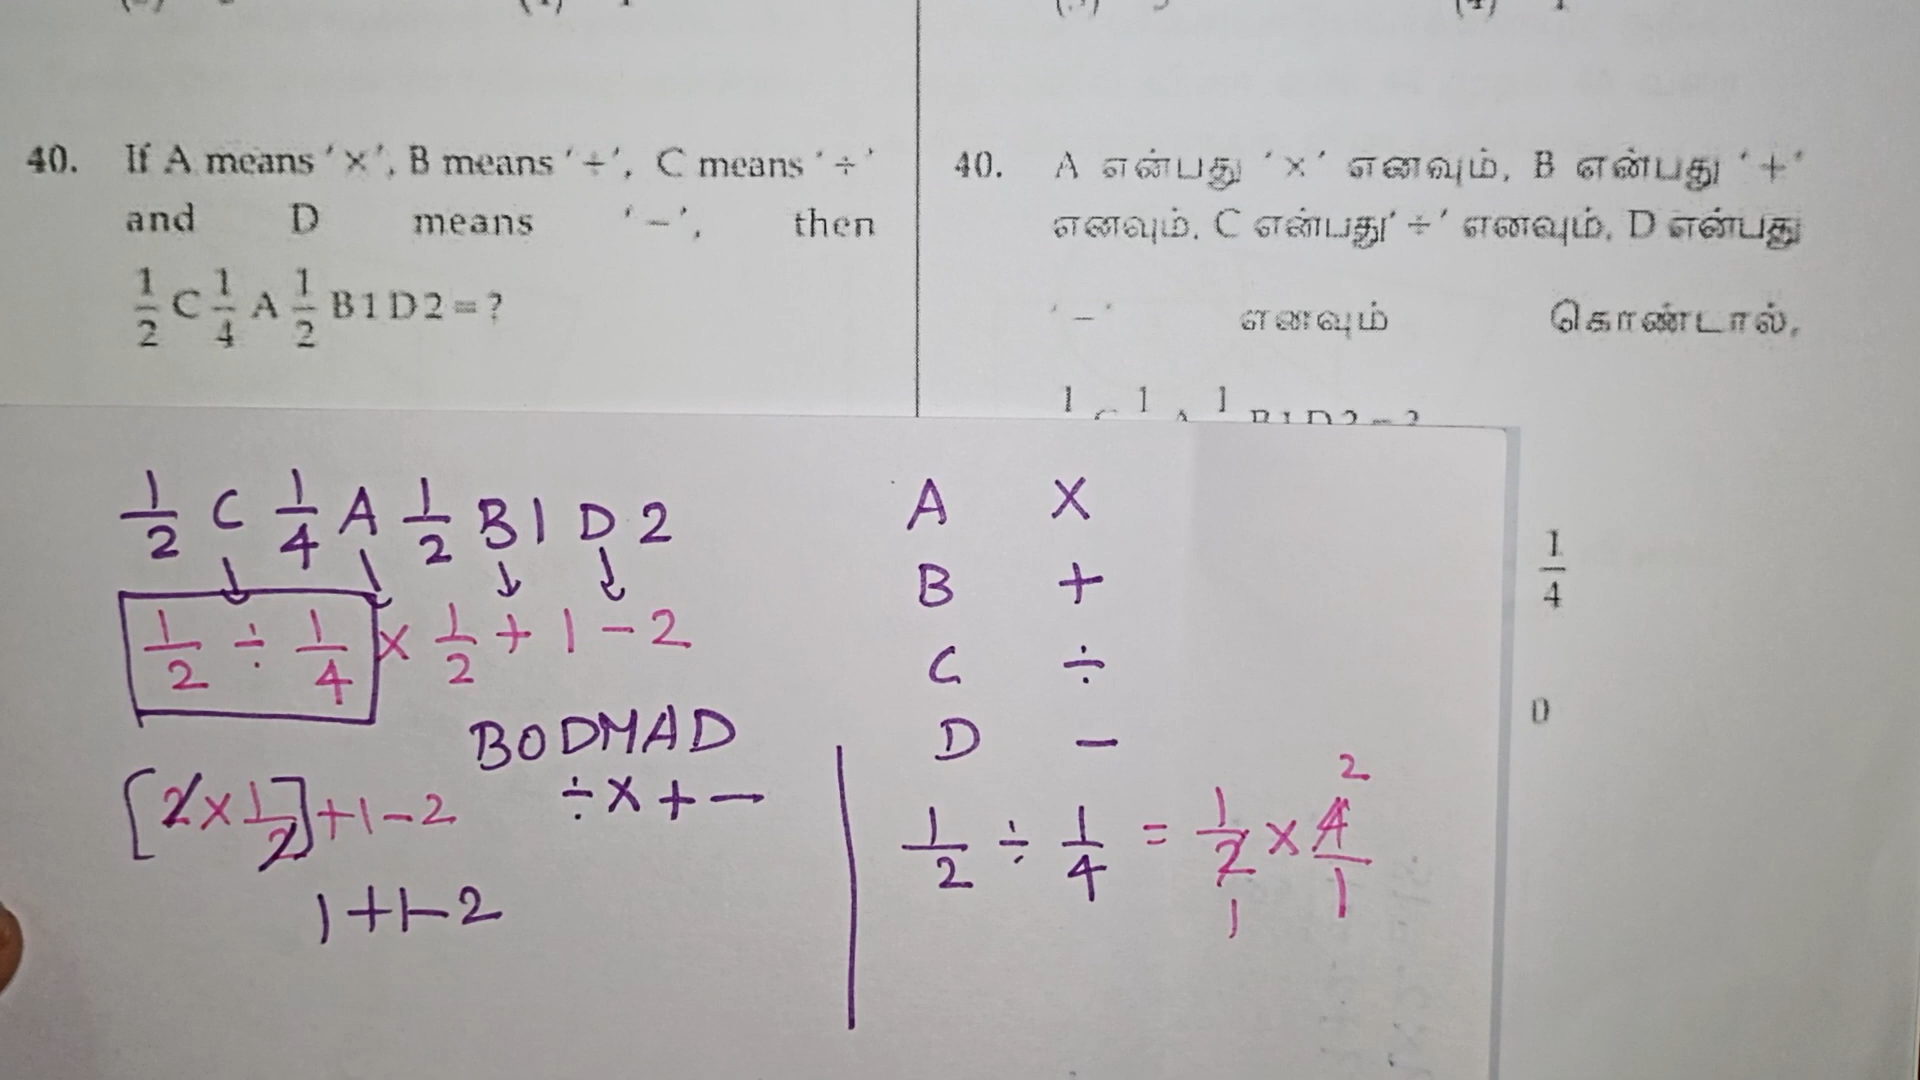 40. If A means ' × ', B means ' ÷ ', C means ' ÷ '
and D means ' − ', then
1/2 C 1/4 A 1/2 B 1 D 2 = ?
40. A என்பது ' × ' எனவும், B என்பது ' + '
எனவும், C என்பது ' ÷ ' எனவும், D என்பது
' − ' எனவும் கொண்டால்,
1/2 C 1/4 A 1/2 B 1 D 2
1/2 ÷ 1/4 × 1/2 + 1 − 2
BODMAD
÷ × + −
[2 × 1/2] + 1 − 2
1 + 1 − 2
A ×
B +
C ÷
D −
1/2 ÷ 1/4 = 1/2 × 4/1
2
1
1/4
0